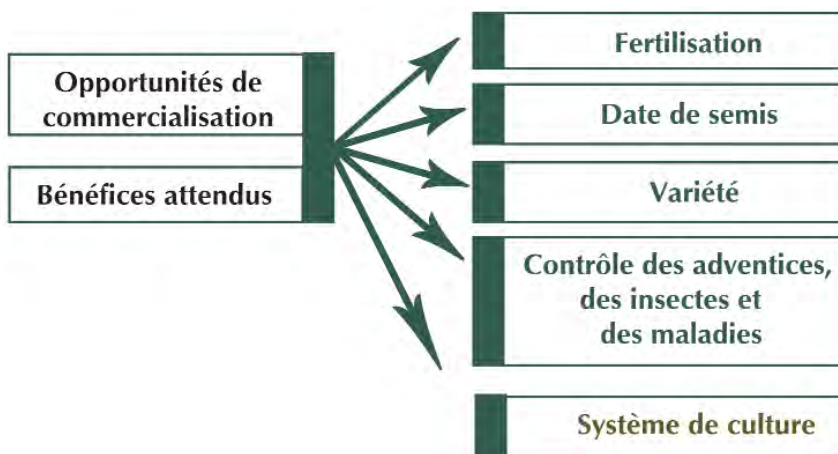 Opportunités de
commercialisation
Bénéfices attendus
Fertilisation
Date de semis
Variété
Contrôle des adventices,
des insectes et
des maladies
Système de culture